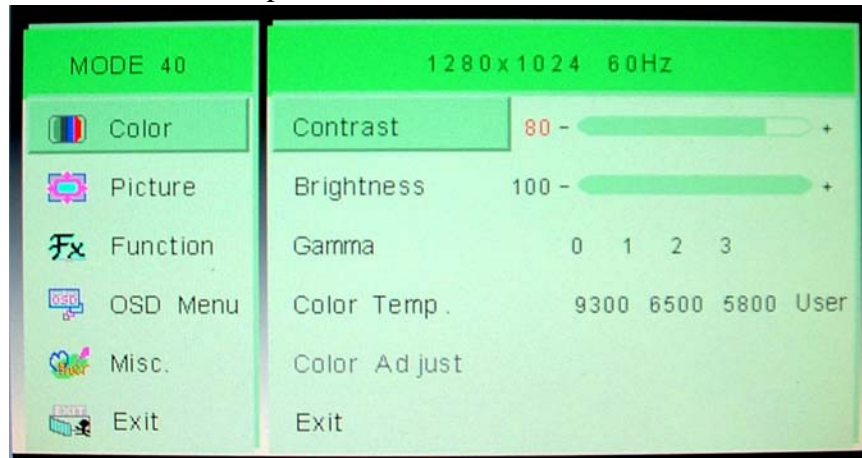 MODE 40
1280x1024 60Hz
Color
Picture
Function
OSD Menu
Misc.
Exit
Contrast 80 - +
Brightness 100 - +
Gamma 0 1 2 3
Color Temp. 9300 6500 5800 User
Color Adjust
Exit